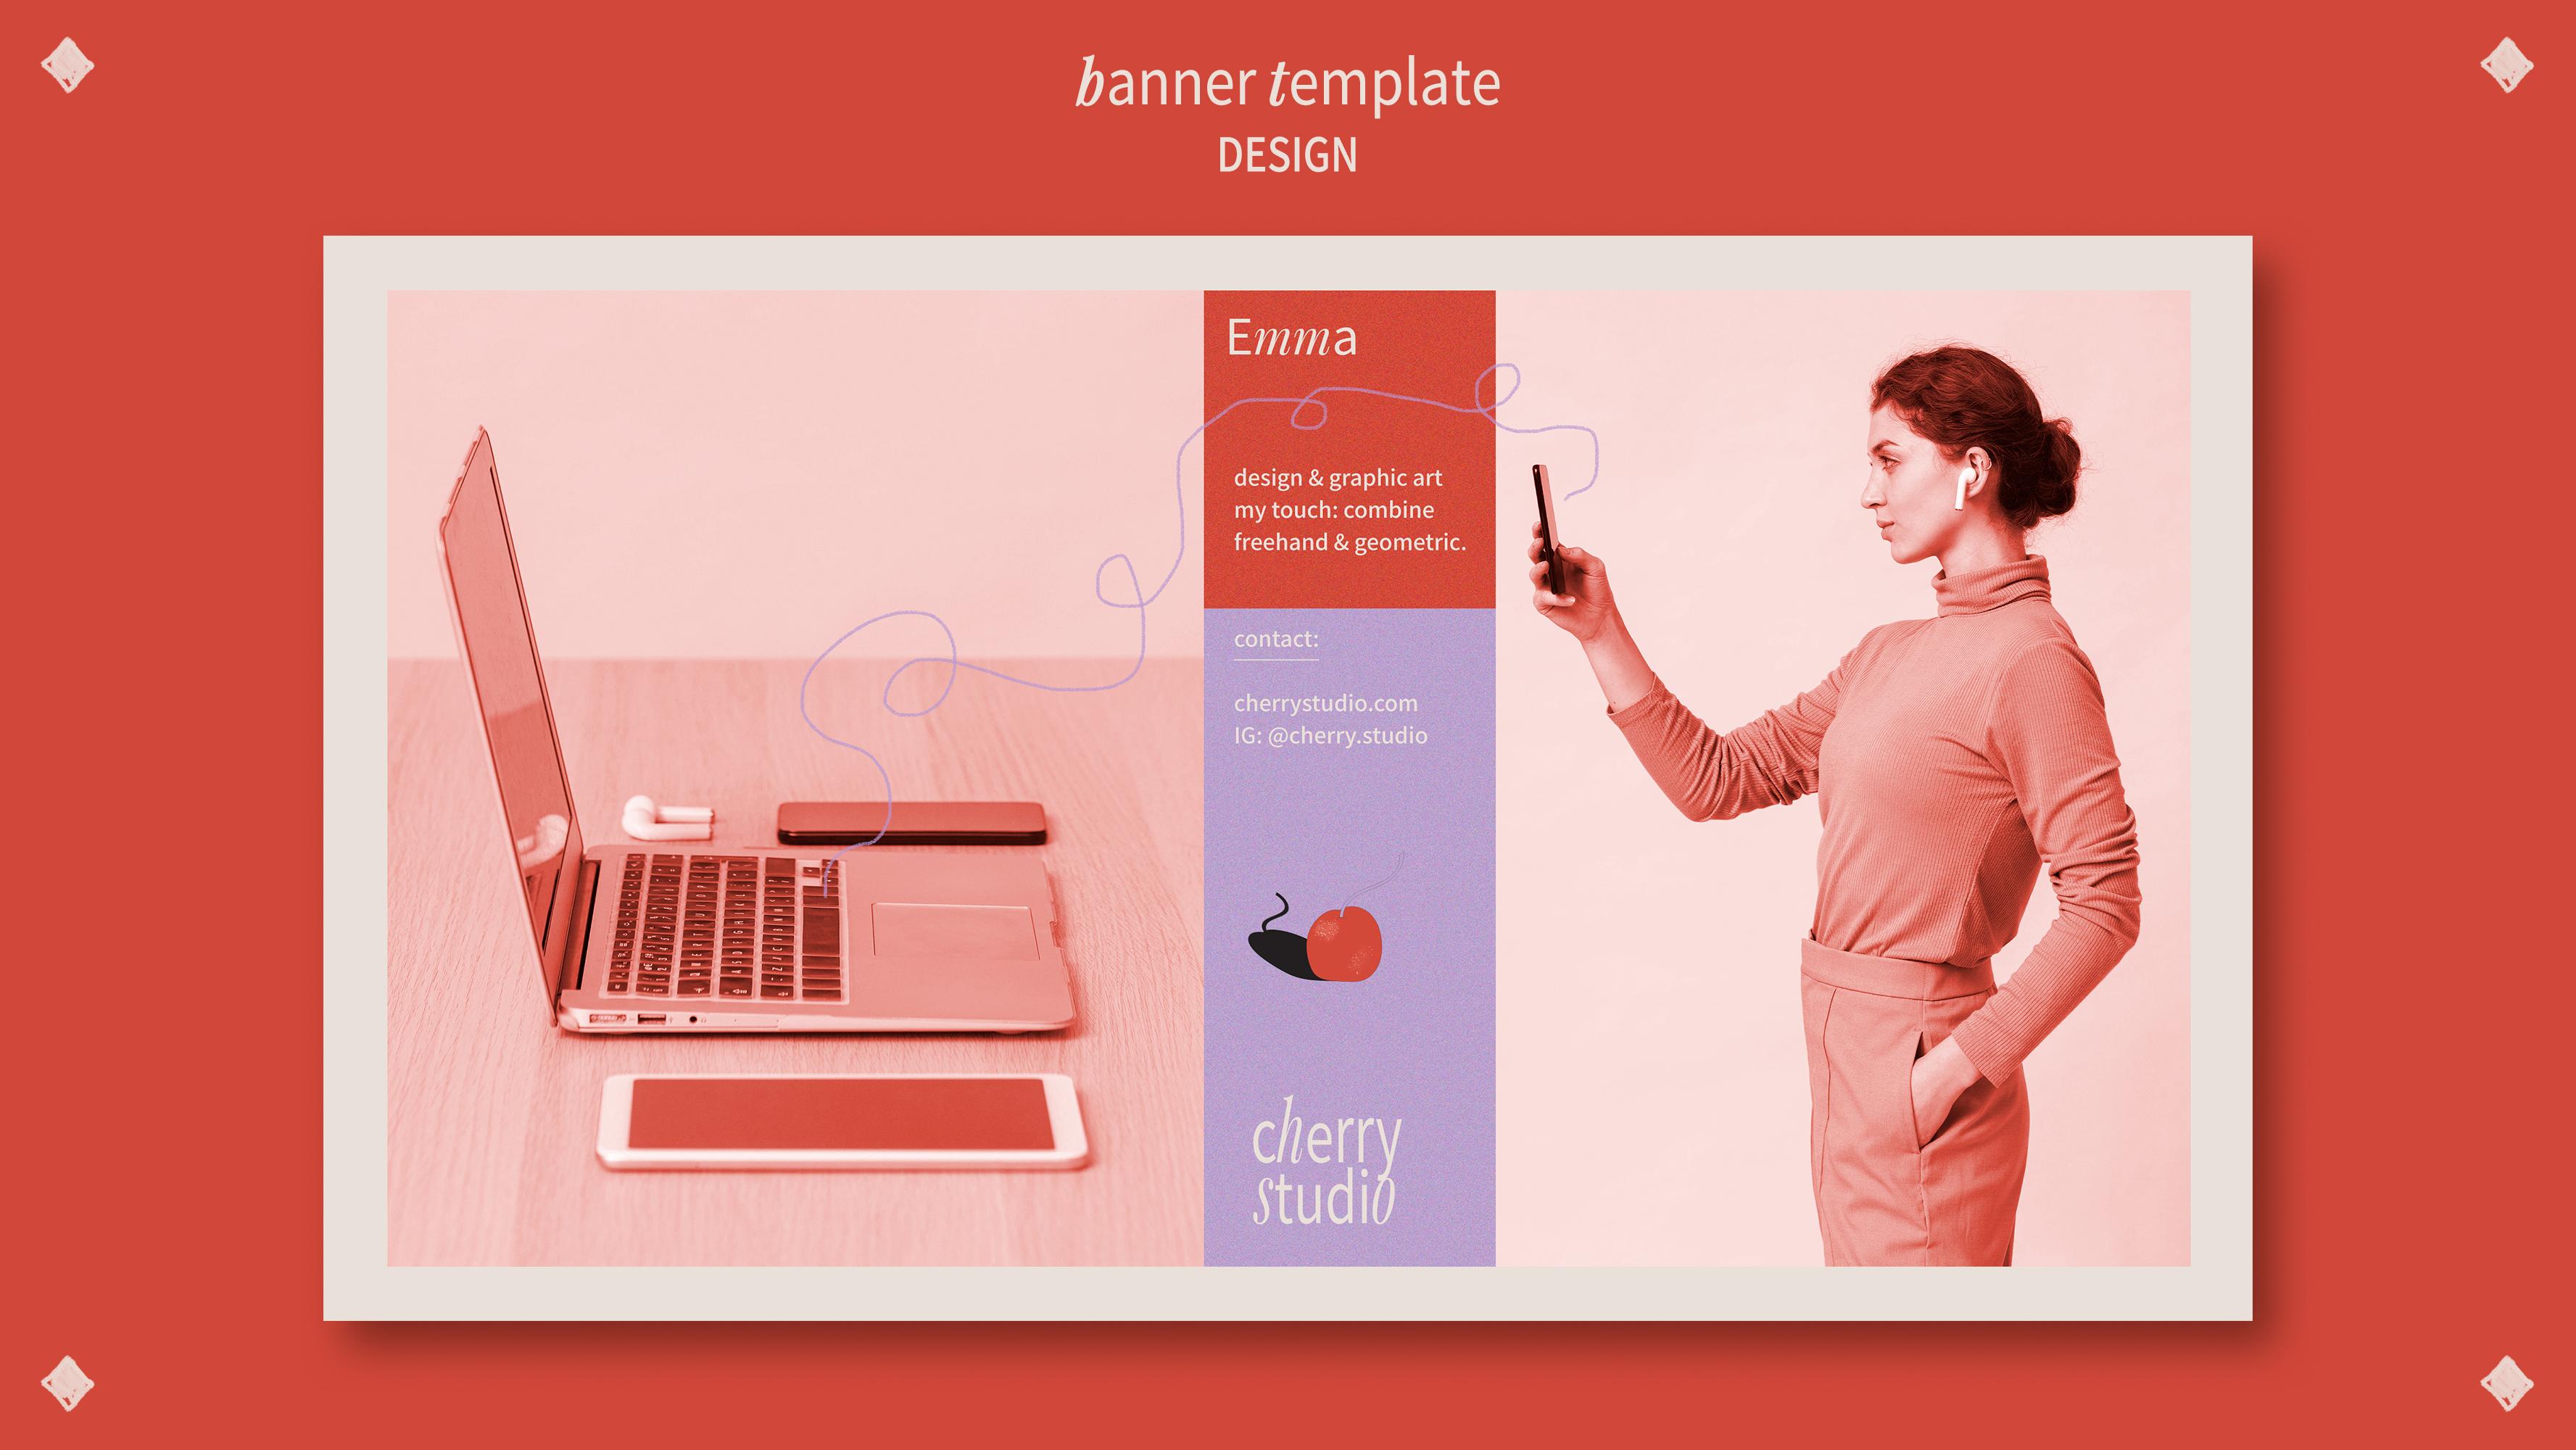 banner template
DESIGN
Emma
design & graphic art
my touch: combine
freehand & geometric.
contact:
cherrystudio.com
IG: @cherry.studio
cherry
studio